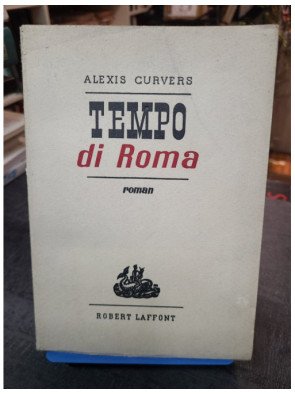 ALEXIS CURVERS
TEMPO
di Roma
roman
ROBERT LAFFONT